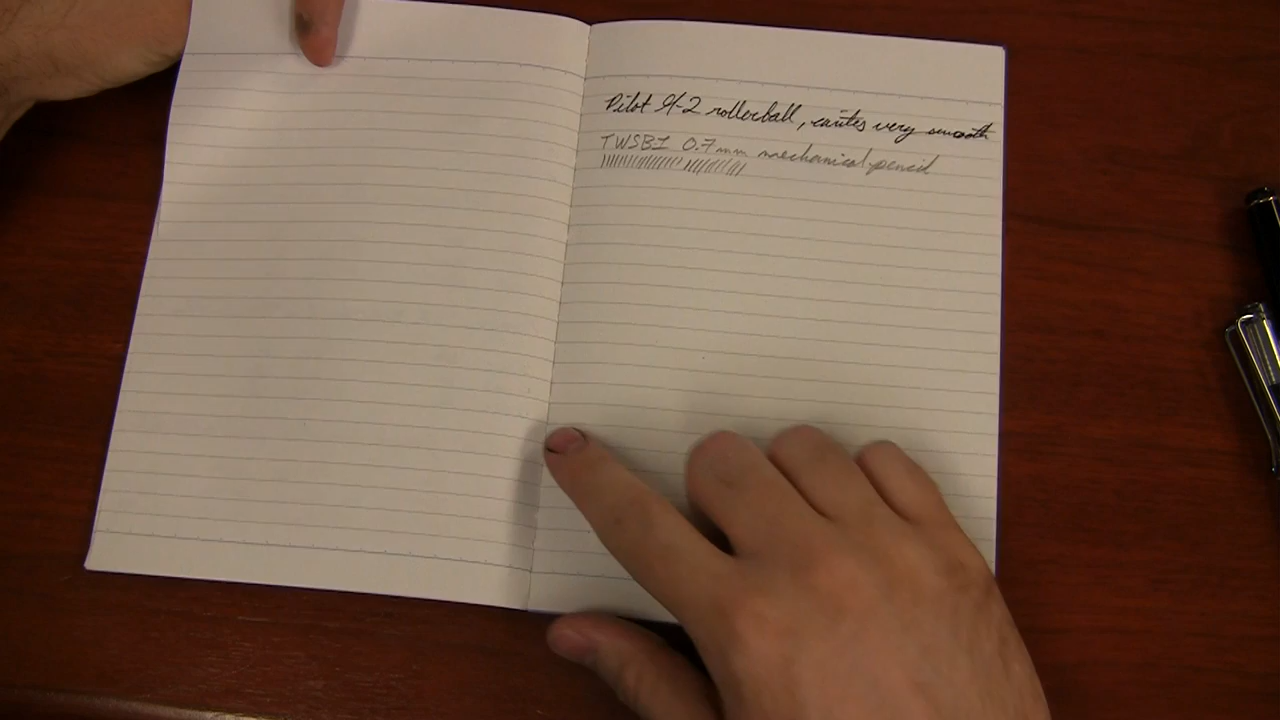 Pilot G-2 rollerball, writes very smooth
TWSBI 0.7mm mechanical pencil